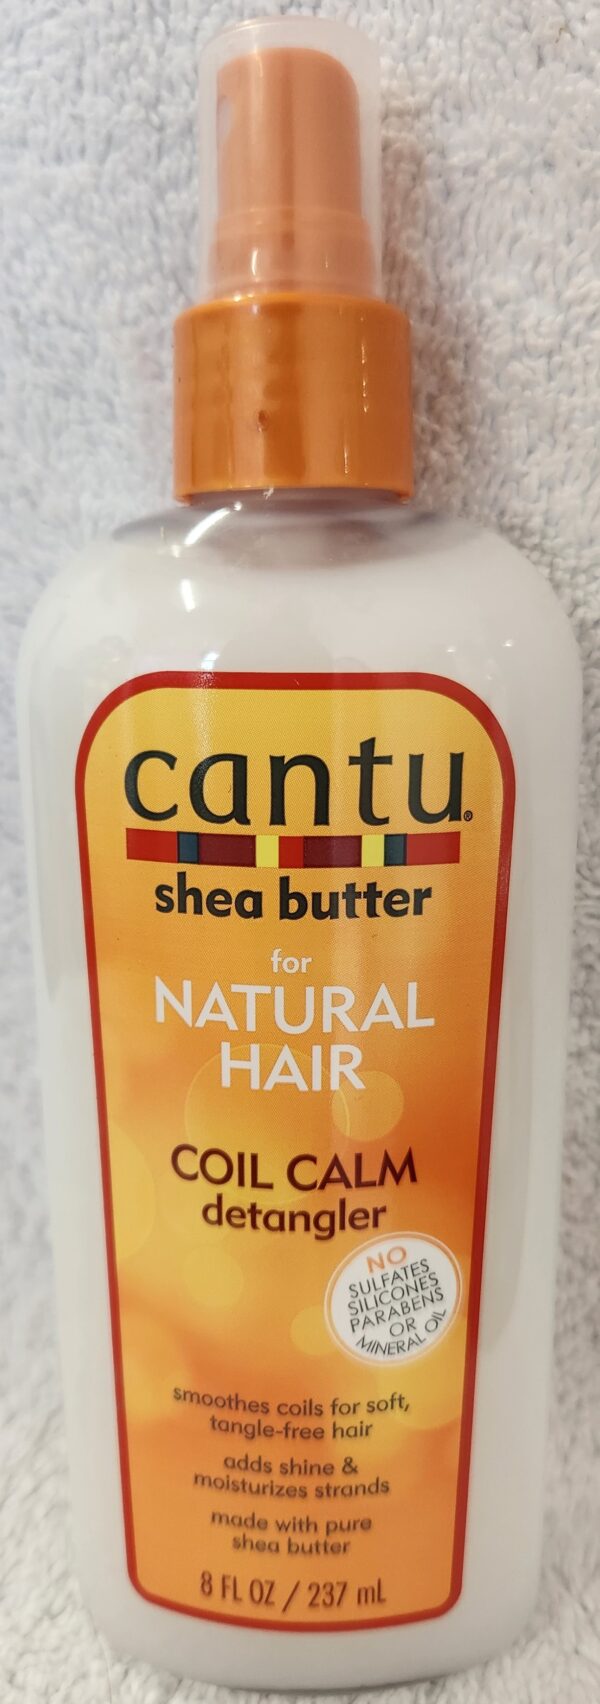 cantu®
shea butter
for
NATURAL
HAIR
COIL CALM
detangler
NO
SULFATES
SILICONES
PARABENS
OR
MINERAL OIL
smoothes coils for soft,
tangle-free hair
adds shine &
moisturizes strands
made with pure
shea butter
8 FL OZ / 237 mL